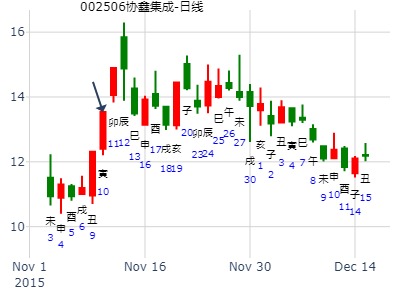 002506协鑫集成-日线
16
14
12
10
未 申 酉 戌 丑 寅 卯 辰 巳 申 酉 戌 亥 子 卯 辰 巳 午 未 戌 亥 子 丑 寅 巳 午 未 申 酉 子 丑
3 4 5 6 9 10 11 12 13 16 17 18 19 20 23 24 25 26 27 30 1 2 3 4 7 8 9 10 11 14 15
Nov 1 Nov 16 Nov 30 Dec 14
2015